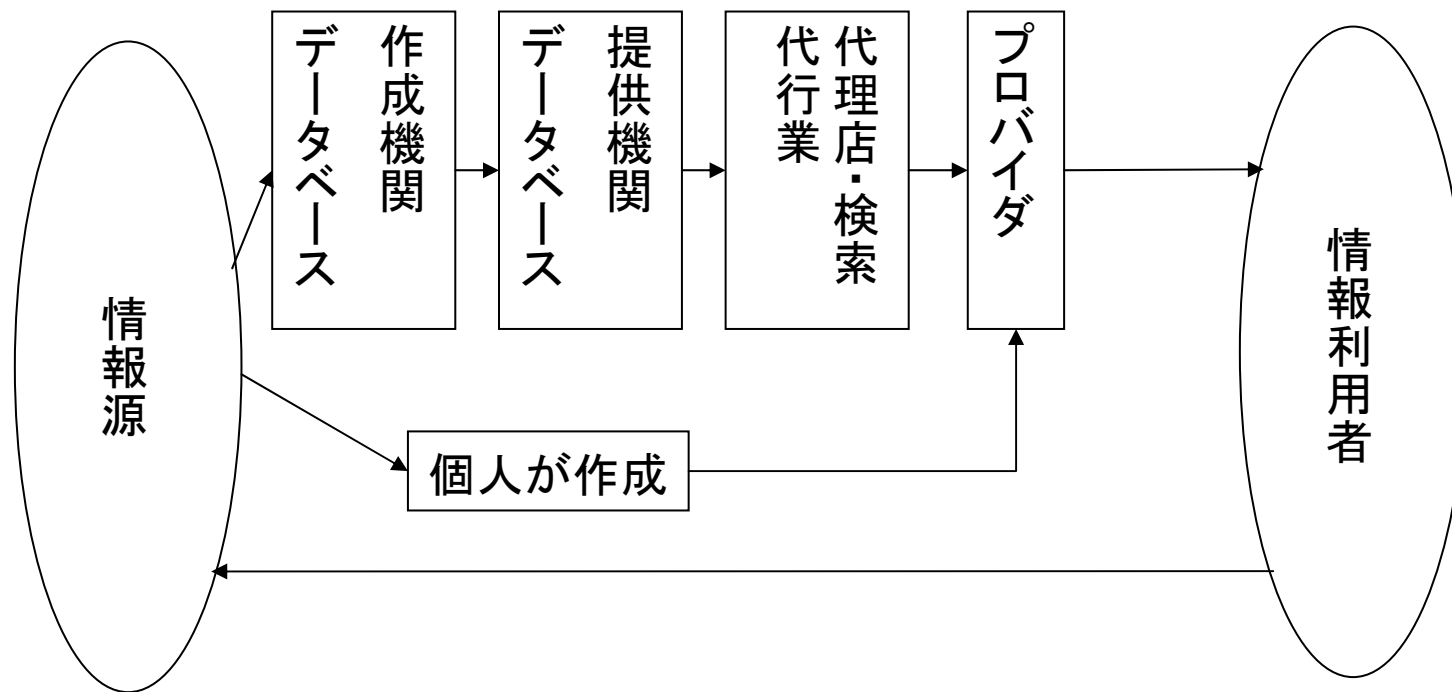 情報源
データベース
作成機関
データベース
提供機関
代理店・検索
代行業
プロバイダ
個人が作成
情報利用者